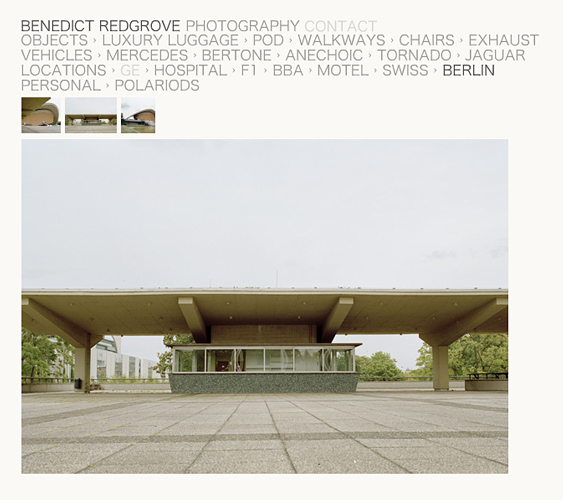 BENEDICT REDGROVE PHOTOGRAPHY CONTACT
OBJECTS › LUXURY LUGGAGE › POD › WALKWAYS › CHAIRS › EXHAUST
VEHICLES › MERCEDES › BERTONE › ANECHOIC › TORNADO › JAGUAR
LOCATIONS › GE › HOSPITAL › F1 › BBA › MOTEL › SWISS › BERLIN
PERSONAL › POLARIODS